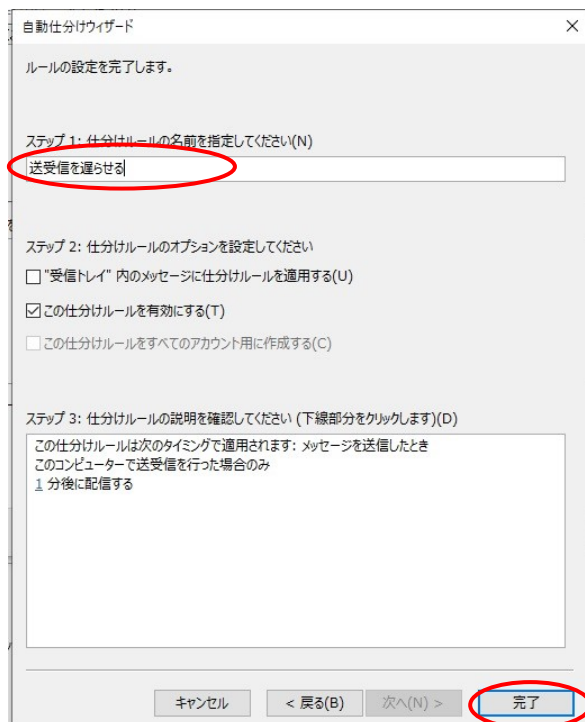 自動仕分けウィザード
ルールの設定を完了します。
ステップ 1: 仕分けルールの名前を指定してください(N)
送受信を遅らせる
ステップ 2: 仕分けルールのオプションを設定してください
"受信トレイ" 内のメッセージに仕分けルールを適用する(U)
この仕分けルールを有効にする(T)
この仕分けルールをすべてのアカウント用に作成する(C)
ステップ 3: 仕分けルールの説明を確認してください (下線部分をクリックします)(D)
この仕分けルールは次のタイミングで適用されます: メッセージを送信したとき
このコンピューターで送受信を行った場合のみ
1 分後に配信する
キャンセル
< 戻る(B)
次へ(N) >
完了